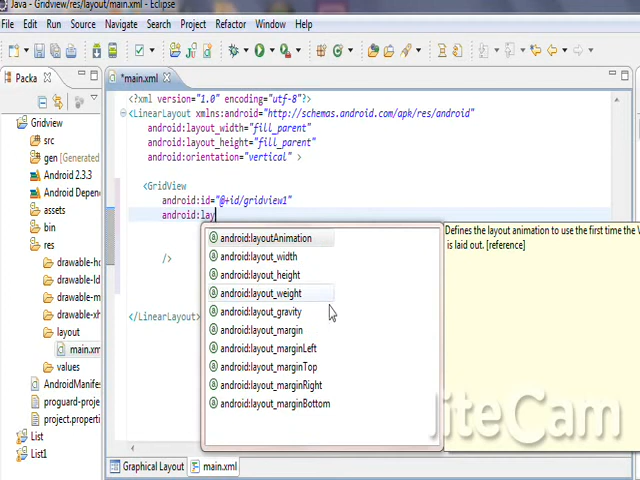 Java - Gridview/res/layout/main.xml - Eclipse
File Edit Run Source Navigate Search Project Refactor Window Help
Packa
*main.xml
<?xml version="1.0" encoding="utf-8"?>
<LinearLayout xmlns:android="http://schemas.android.com/apk/res/android"
android:layout_width="fill_parent"
android:layout_height="fill_parent"
android:orientation="vertical" >
<GridView
android:id="@+id/gridview1"
android:lay
/>
</LinearLayout>
Gridview
src
gen [Generated
Android 2.3.3
Android Depen
assets
bin
res
drawable-hd
drawable-ld
drawable-m
drawable-xh
layout
main.xm
values
AndroidManife
proguard-proje
project.properti
List
List1
android:layoutAnimation
android:layout_width
android:layout_height
android:layout_weight
android:layout_gravity
android:layout_margin
android:layout_marginLeft
android:layout_marginTop
android:layout_marginRight
android:layout_marginBottom
Defines the layout animation to use the first time the V
is laid out. [reference]
liteCam
Graphical Layout
main.xml